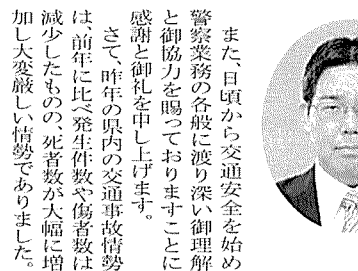 また、日頃から交通安全を始め
警察業務の各般に渡り深い御理解
と御協力を賜っておりますことに
感謝と御礼を申し上げます。
さて、昨年の県内の交通事故情勢
は、前年に比べ発生件数や傷者数は
減少したものの、死者数が大幅に増
加し大変厳しい情勢でありました。